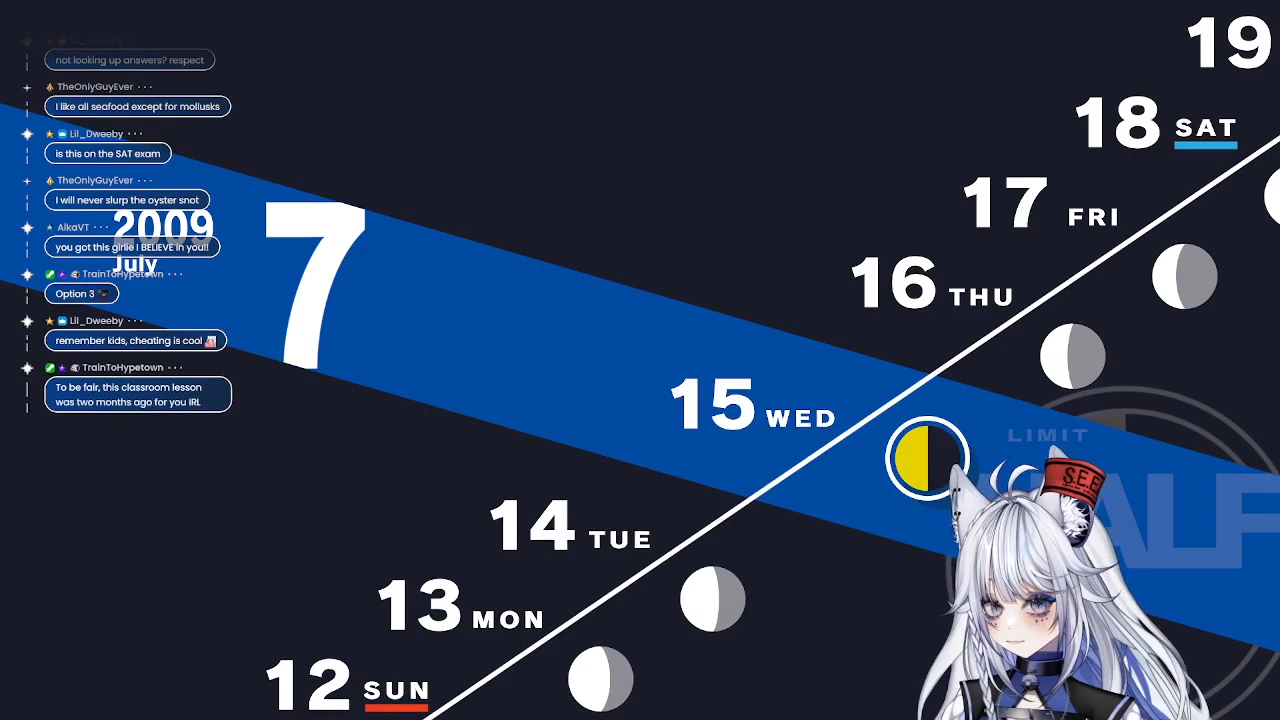 Lil_Dweeby
not looking up answers? respect
TheOnlyGuyEver
I like all seafood except for mollusks
Lil_Dweeby
is this on the SAT exam
TheOnlyGuyEver
I will never slurp the oyster snot
AikaVT
you got this girlie I BELIEVE in you!!
TrainToHypetown
Option 3
Lil_Dweeby
remember kids, cheating is cool
TrainToHypetown
To be fair, this classroom lesson
was two months ago for you IRL
2009
July
7
19
18 SAT
17 FRI
16 THU
15 WED
14 TUE
13 MON
12 SUN
LIMIT
HALF
S.E.E